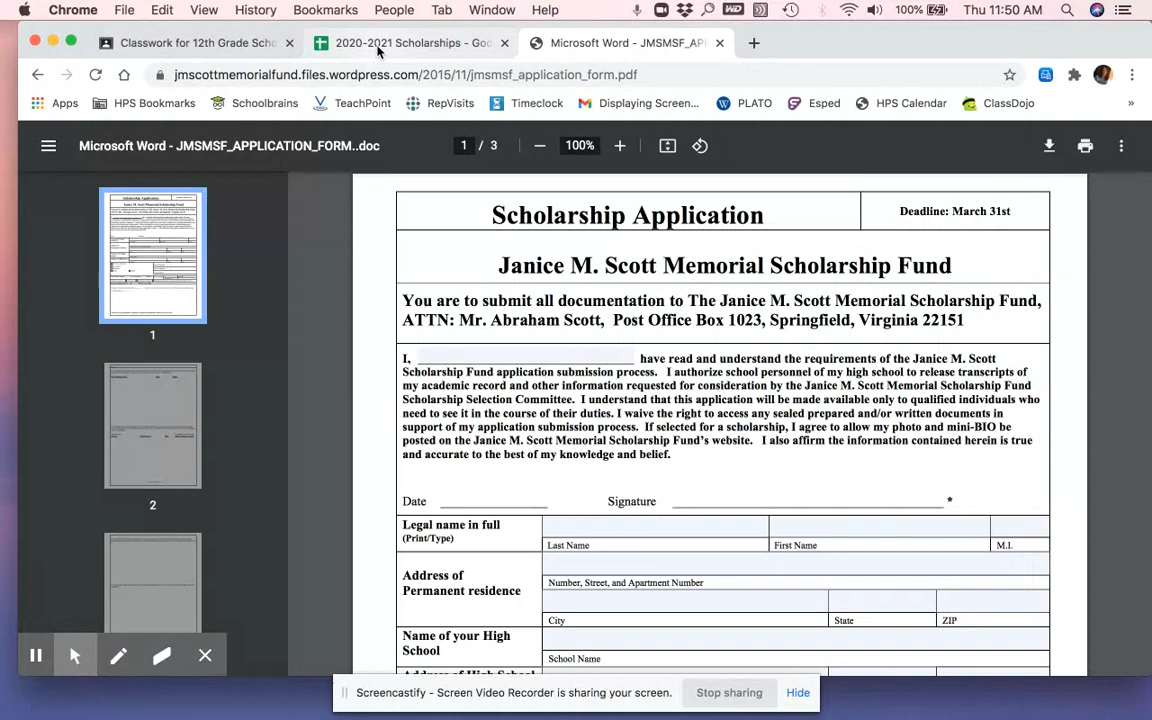 Chrome File Edit View History Bookmarks People Tab Window Help 100% Thu 11:50 AM
Classwork for 12th Grade Scho 2020-2021 Scholarships - Goo Microsoft Word - JMSMSF_AP
jmscottmemorialfund.files.wordpress.com/2015/11/jmsmsf_application_form.pdf
Apps HPS Bookmarks Schoolbrains TeachPoint RepVisits Timeclock Displaying Screen... PLATO Esped HPS Calendar ClassDojo »
Microsoft Word - JMSMSF_APPLICATION_FORM..doc 1 / 3 100%
Scholarship Application
Deadline: March 31st
Janice M. Scott Memorial Scholarship Fund
You are to submit all documentation to The Janice M. Scott Memorial Scholarship Fund,
ATTN: Mr. Abraham Scott, Post Office Box 1023, Springfield, Virginia 22151
I, have read and understand the requirements of the Janice M. Scott
Scholarship Fund application submission process. I authorize school personnel of my high school to release transcripts of
my academic record and other information requested for consideration by the Janice M. Scott Memorial Scholarship Fund
Scholarship Selection Committee. I understand that this application will be made available only to qualified individuals who
need to see it in the course of their duties. I waive the right to access any sealed prepared and/or written documents in
support of my application submission process. If selected for a scholarship, I agree to allow my photo and mini-BIO be
posted on the Janice M. Scott Memorial Scholarship Fund's website. I also affirm the information contained herein is true
and accurate to the best of my knowledge and belief.
Date Signature *
Legal name in full
(Print/Type)
Last Name First Name M.I.
Address of
Permanent residence
Number, Street, and Apartment Number
City State ZIP
Name of your High
School
School Name
1
2
Screencastify - Screen Video Recorder is sharing your screen. Stop sharing Hide